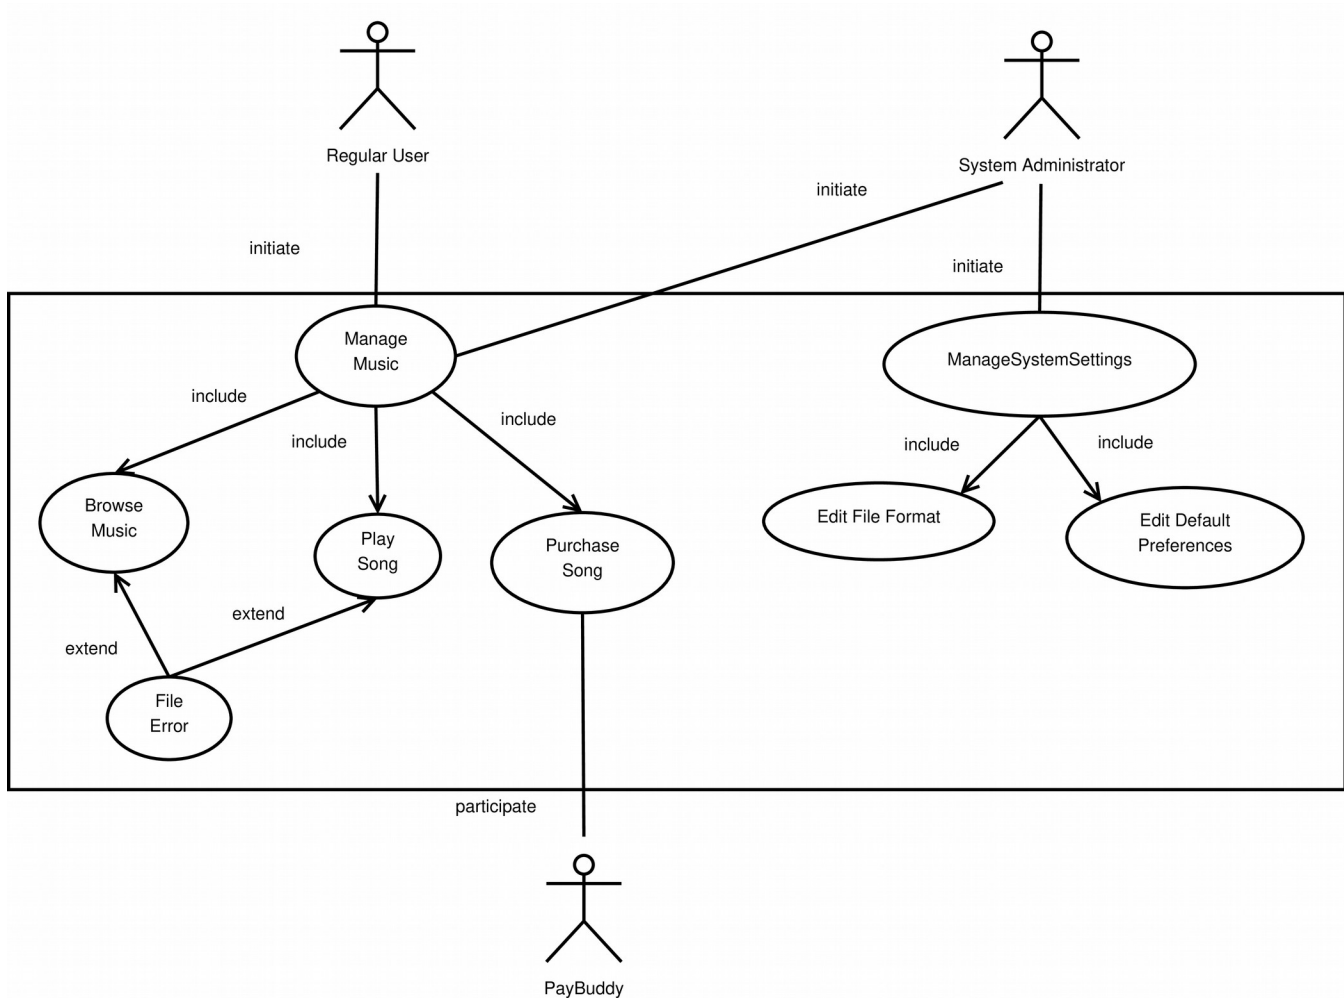 Regular User
System Administrator
initiate
initiate
initiate
Manage
Music
ManageSystemSettings
include
include
include
include
include
Browse
Music
Play
Song
Purchase
Song
Edit File Format
Edit Default
Preferences
extend
extend
File
Error
participate
PayBuddy